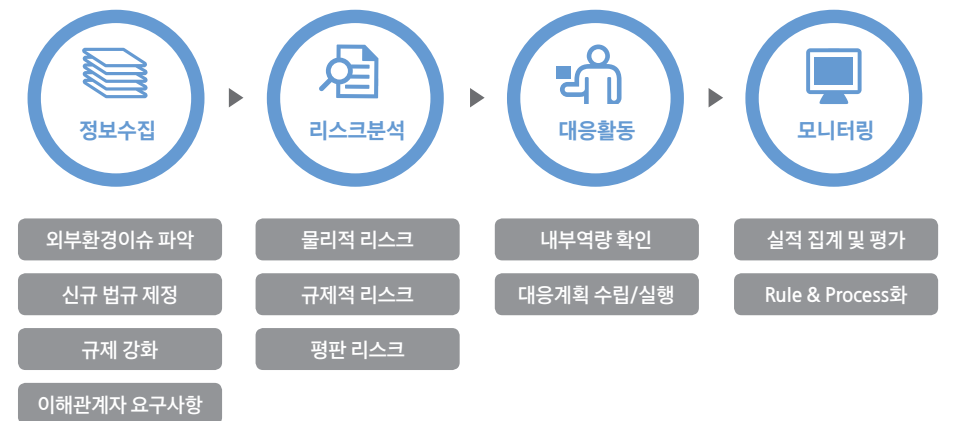 정보수집
리스크분석
대응활동
모니터링
외부환경이슈 파악
신규 법규 제정
규제 강화
이해관계자 요구사항
물리적 리스크
규제적 리스크
평판 리스크
내부역량 확인
대응계획 수립/실행
실적 집계 및 평가
Rule & Process화